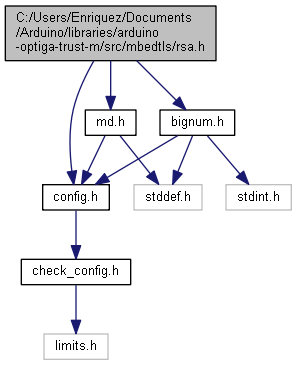 C:/Users/Enriquez/Documents
/Arduino/libraries/arduino
-optiga-trust-m/src/mbedtls/rsa.h
md.h
bignum.h
config.h
stddef.h
stdint.h
check_config.h
limits.h